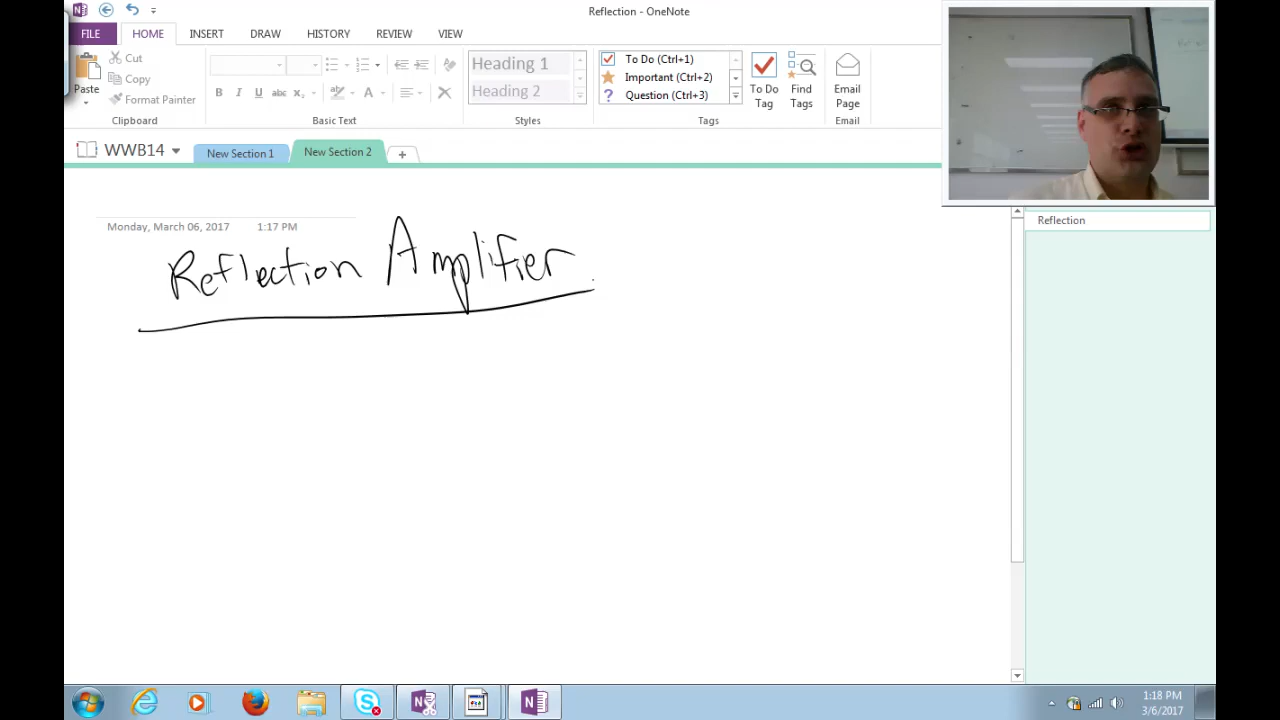 Reflection - OneNote
FILE HOME INSERT DRAW HISTORY REVIEW VIEW
Paste
Cut
Copy
Format Painter
Clipboard
B I U abc x₂ A
Basic Text
Heading 1
Heading 2
Styles
To Do (Ctrl+1)
Important (Ctrl+2)
? Question (Ctrl+3)
To Do Tag
Find Tags
Tags
Email Page
Email
WWB14 New Section 1 New Section 2 +
Reflection
Monday, March 06, 2017 1:17 PM
Reflection Amplifier
1:18 PM
3/6/2017